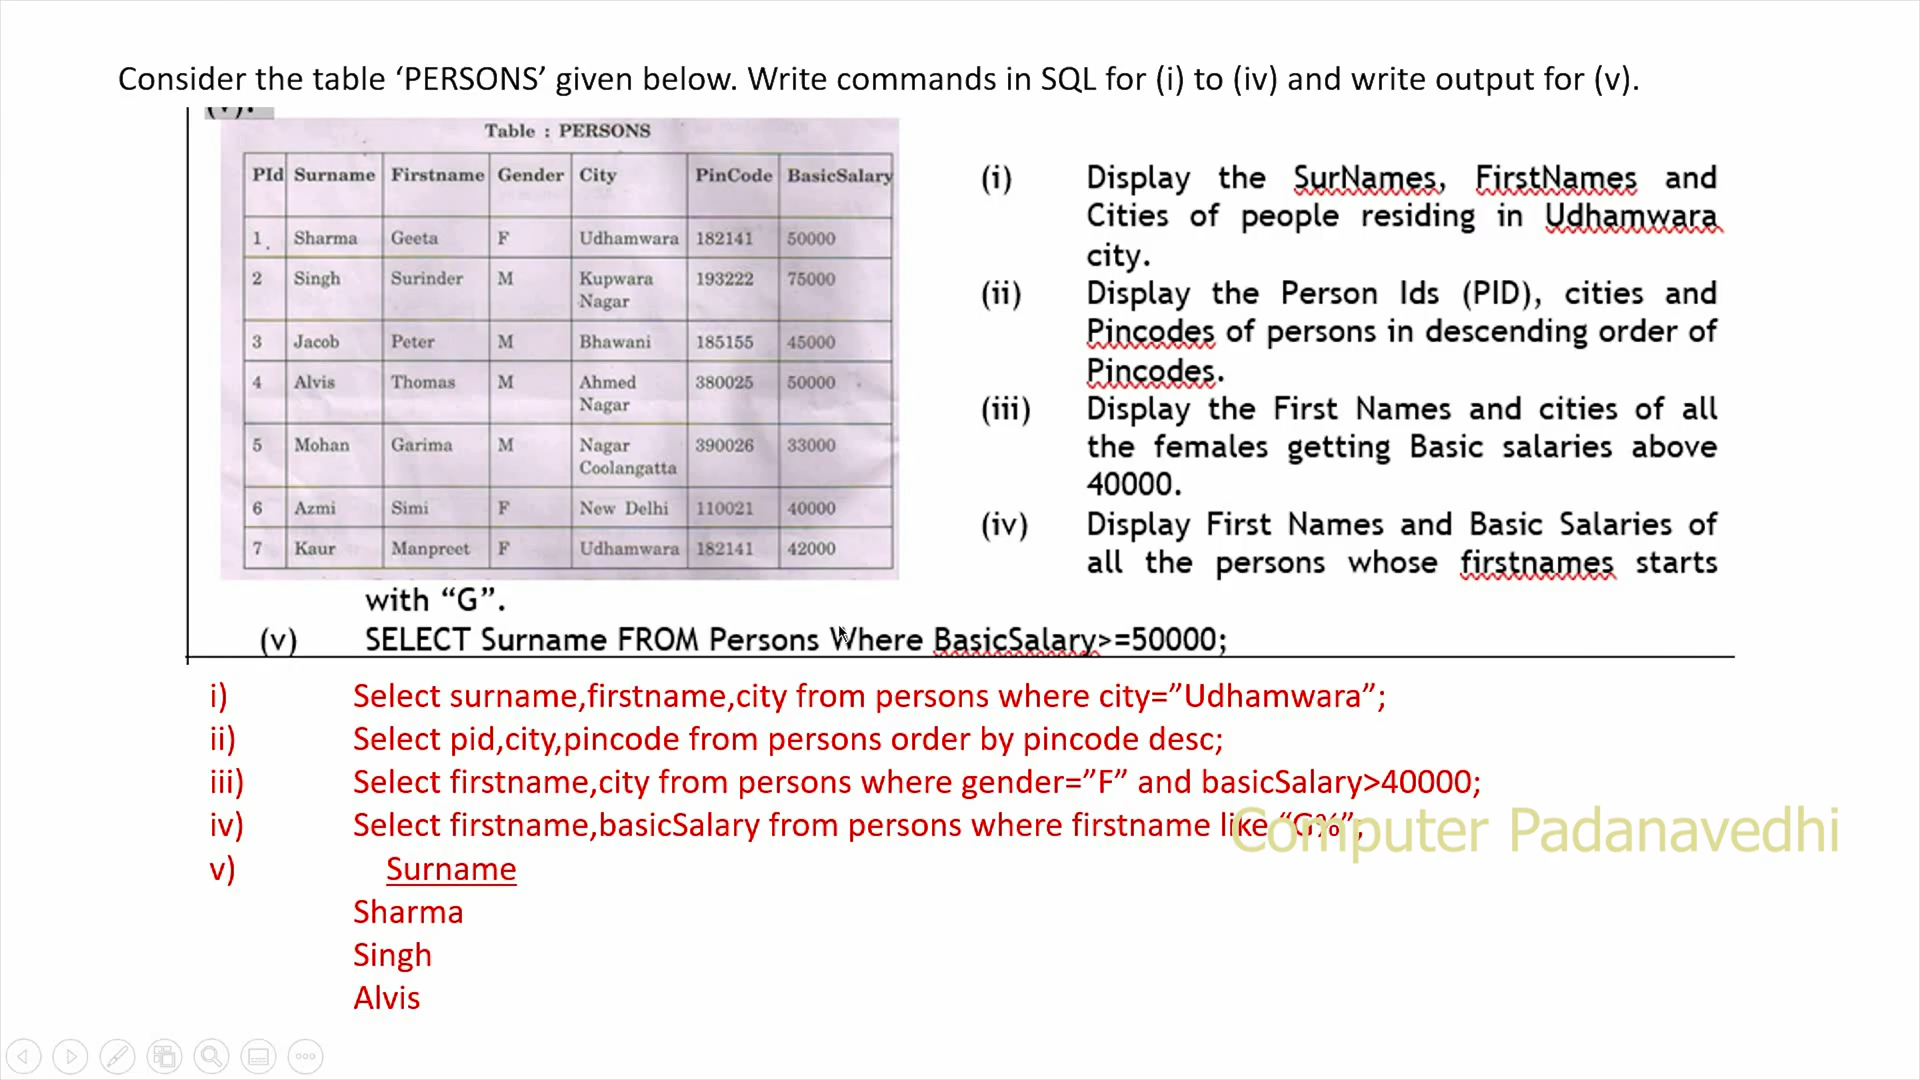 Consider the table ‘PERSONS’ given below. Write commands in SQL for (i) to (iv) and write output for (v).
(v).
Table : PERSONS
PId Surname Firstname Gender City PinCode BasicSalary
1. Sharma Geeta F Udhamwara 182141 50000
2 Singh Surinder M Kupwara 193222 75000
Nagar
3 Jacob Peter M Bhawani 185155 45000
4 Alvis Thomas M Ahmed 380025 50000
Nagar
5 Mohan Garima M Nagar 390026 33000
Coolangatta
6 Azmi Simi F New Delhi 110021 40000
7 Kaur Manpreet F Udhamwara 182141 42000
(i) Display the SurNames, FirstNames and
Cities of people residing in Udhamwara
city.
(ii) Display the Person Ids (PID), cities and
Pincodes of persons in descending order of
Pincodes.
(iii) Display the First Names and cities of all
the females getting Basic salaries above
40000.
(iv) Display First Names and Basic Salaries of
all the persons whose firstnames starts
with “G”.
(v) SELECT Surname FROM Persons Where BasicSalary>=50000;
i) Select surname,firstname,city from persons where city=”Udhamwara”;
ii) Select pid,city,pincode from persons order by pincode desc;
iii) Select firstname,city from persons where gender=”F” and basicSalary>40000;
iv) Select firstname,basicSalary from persons where firstname like “G%”;
Computer Padanavedhi
v) Surname
Sharma
Singh
Alvis